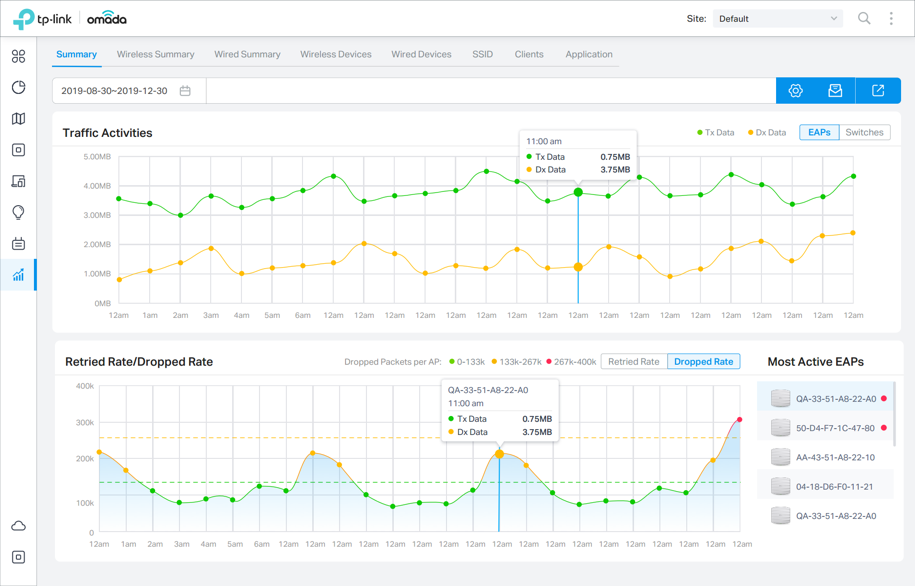 tp-link omada Site: Default
Summary Wireless Summary Wired Summary Wireless Devices Wired Devices SSID Clients Application
2019-08-30~2019-12-30
Traffic Activities Tx Data Dx Data EAPs Switches
11:00 am
Tx Data 0.75MB
Dx Data 3.75MB
5.00MB
4.00MB
3.00MB
2.00MB
1.00MB
0MB
12am 1am 2am 3am 4am 5am 6am 12am 12am 12am 12am 12am 12am 12am 12am 12am 12am 12am 12am 12am 12am 12am 12am 12am 12am
Retried Rate/Dropped Rate Dropped Packets per AP: 0-133k 133k-267k 267k-400k Retried Rate Dropped Rate
QA-33-51-A8-22-A0
11:00 am
Tx Data 0.75MB
Dx Data 3.75MB
400k
300k
200k
100k
0
12am 1am 2am 3am 4am 5am 6am 12am 12am 12am 12am 12am 12am 12am 12am 12am 12am 12am 12am 12am 12am 12am 12am 12am 12am
Most Active EAPs
QA-33-51-A8-22-A0
50-D4-F7-1C-47-80
AA-43-51-A8-22-10
04-18-D6-F0-11-21
QA-33-51-A8-22-A0